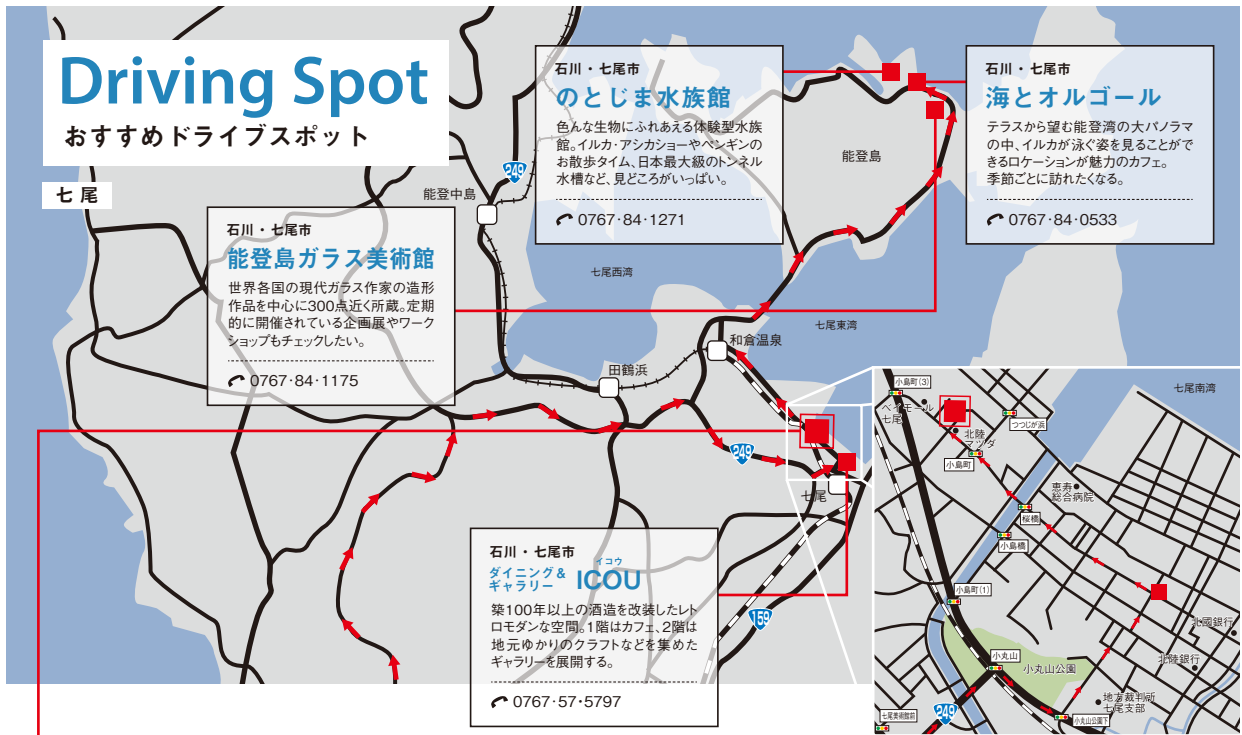 Driving Spot
おすすめドライブスポット
七尾
石川・七尾市
のとじま水族館
色んな生物にふれあえる体験型水族
館。イルカ・アシカショーやペンギンの
お散歩タイム、日本最大級のトンネル
水槽など、見どころがいっぱい。
0767·84·1271
石川・七尾市
海とオルゴール
テラスから望む能登湾の大パノラマ
の中、イルカが泳ぐ姿を見ることがで
きるロケーションが魅力のカフェ。
季節ごとに訪れたくなる。
0767·84·0533
石川・七尾市
能登島ガラス美術館
世界各国の現代ガラス作家の造形
作品を中心に300点近く所蔵。定期
的に開催されている企画展やワーク
ショップもチェックしたい。
0767·84·1175
石川・七尾市
ダイニング&
ギャラリー
イコウ
ICOU
築100年以上の酒造を改装したレト
ロモダンな空間。1階はカフェ、2階は
地元ゆかりのクラフトなどを集めた
ギャラリーを展開する。
0767·57·5797
249
能登中島
能登島
七尾西湾
七尾東湾
和倉温泉
田鶴浜
249
七尾
159
七尾南湾
小島町(3)
ベイモール
七尾
北陸
マツダ
つつじが浜
小島町
恵寿
総合病院
桜橋
小島橋
小島町(1)
北國銀行
小丸山
小丸山公園
北陸銀行
地方裁判所
七尾支部
七尾美術館前
249
小丸山公園下